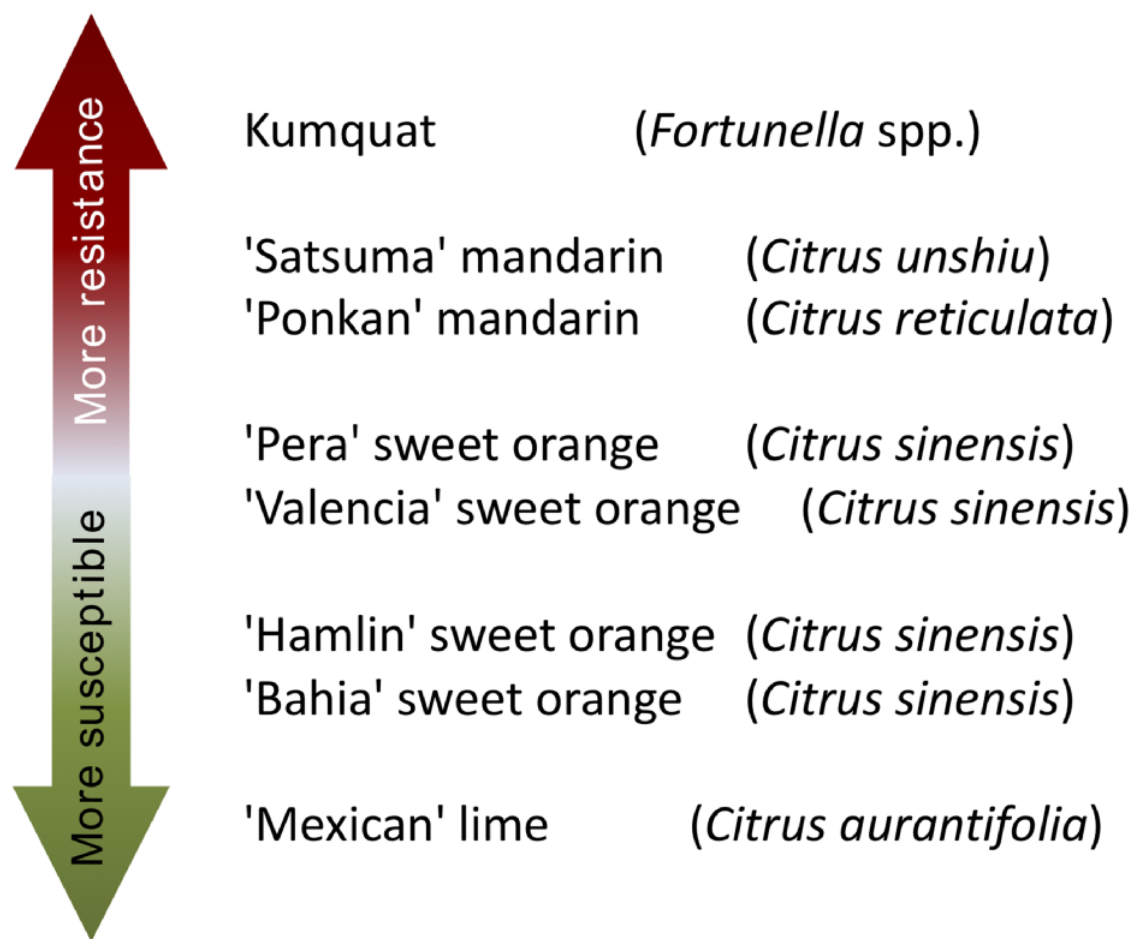 More resistance
More susceptible
Kumquat (Fortunella spp.)
'Satsuma' mandarin (Citrus unshiu)
'Ponkan' mandarin (Citrus reticulata)
'Pera' sweet orange (Citrus sinensis)
'Valencia' sweet orange (Citrus sinensis)
'Hamlin' sweet orange (Citrus sinensis)
'Bahia' sweet orange (Citrus sinensis)
'Mexican' lime (Citrus aurantifolia)